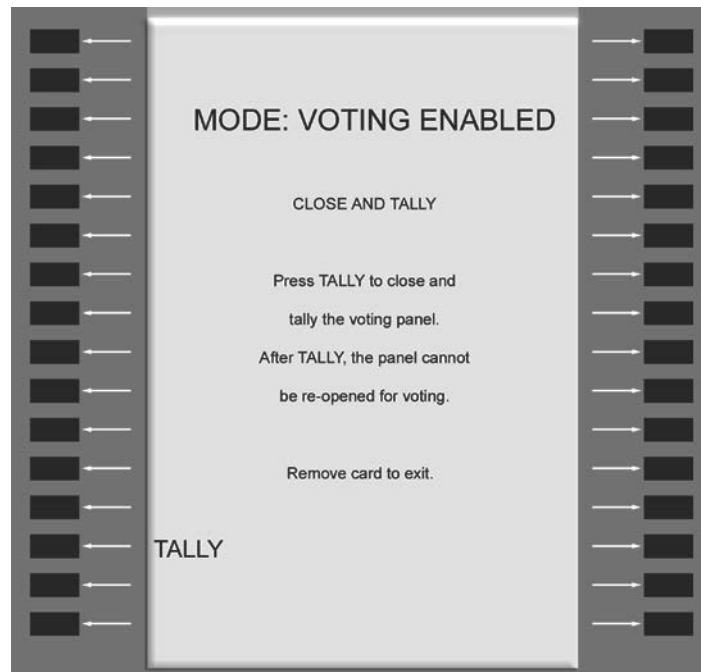 MODE: VOTING ENABLED
CLOSE AND TALLY
Press TALLY to close and
tally the voting panel.
After TALLY, the panel cannot
be re-opened for voting.
Remove card to exit.
TALLY